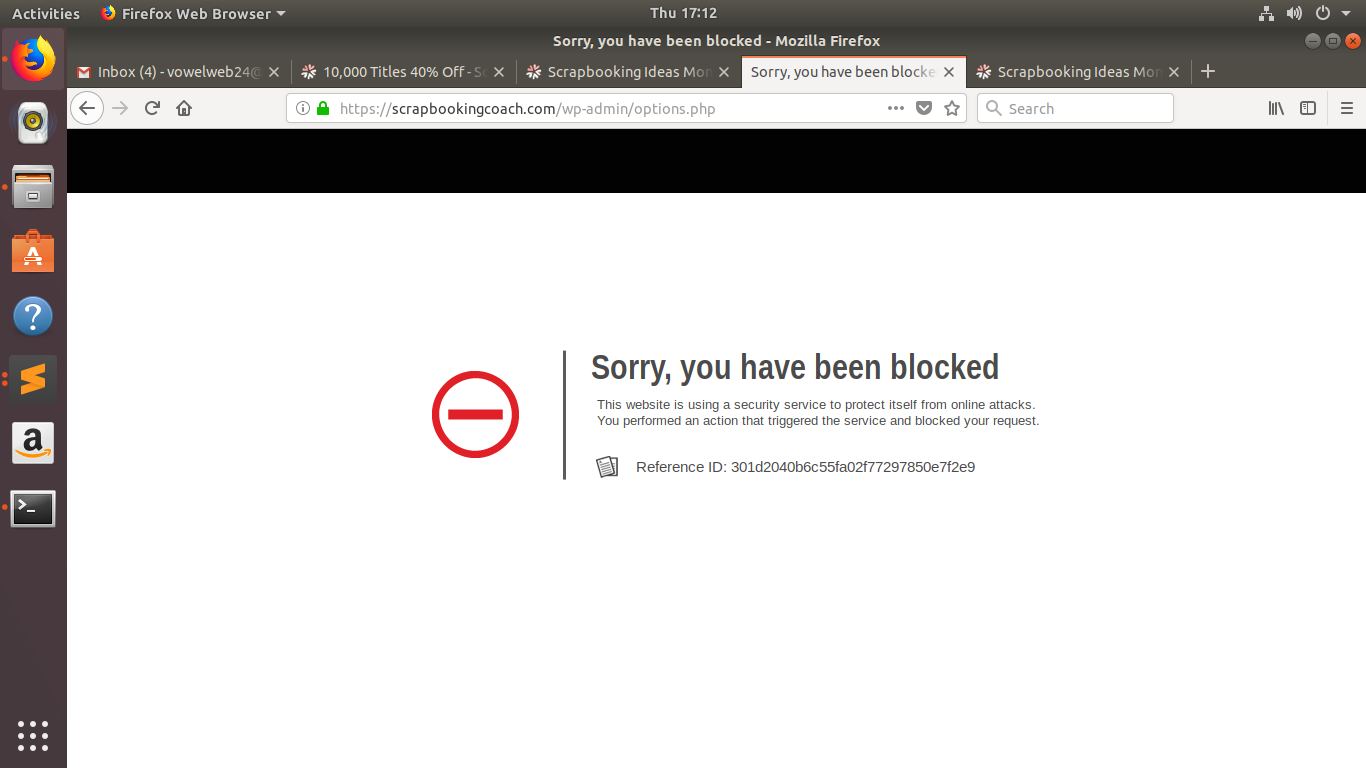 Activities
Firefox Web Browser
Thu 17:12
Sorry, you have been blocked - Mozilla Firefox
Inbox (4) - vowelweb24@
10,000 Titles 40% Off - Sc
Scrapbooking Ideas Mon
Sorry, you have been blocke
Scrapbooking Ideas Mon
https://scrapbookingcoach.com/wp-admin/options.php
Search
Sorry, you have been blocked
This website is using a security service to protect itself from online attacks.
You performed an action that triggered the service and blocked your request.
Reference ID: 301d2040b6c55fa02f77297850e7f2e9